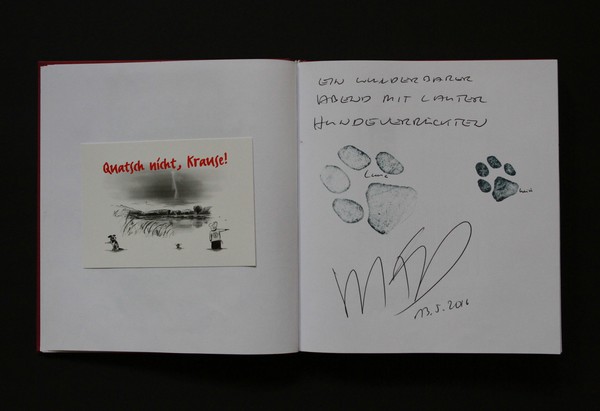 Quatsch nicht, Krause!
EIN WUNDERBARER
ABEND MIT LAUTER
HUNDEVERRÜCKTEN
13.5.2016